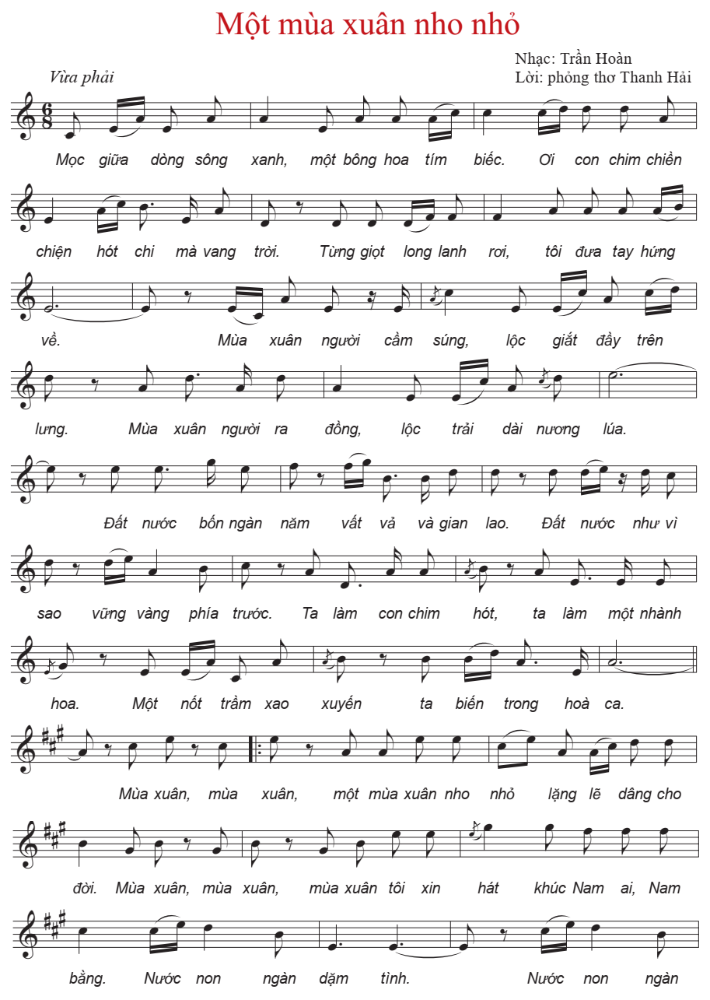 Một mùa xuân nho nhỏ
Nhạc: Trần Hoàn
Vừa phải
Lời: phỏng thơ Thanh Hải
6
8
Mọc giữa dòng sông xanh, một bông hoa tím biếc. Ơi con chim chiền
chiện hót chi mà vang trời. Từng giọt long lanh rơi, tôi đưa tay hứng
về. Mùa xuân người cầm súng, lộc giắt đầy trên
lưng. Mùa xuân người ra đồng, lộc trải dài nương lúa.
Đất nước bốn ngàn năm vất vả và gian lao. Đất nước như vì
sao vững vàng phía trước. Ta làm con chim hót, ta làm một nhành
hoa. Một nốt trầm xao xuyến ta biến trong hoà ca.
Mùa xuân, mùa xuân, một mùa xuân nho nhỏ lặng lẽ dâng cho
đời. Mùa xuân, mùa xuân, mùa xuân tôi xin hát khúc Nam ai, Nam
bằng. Nước non ngàn dặm tình. Nước non ngàn